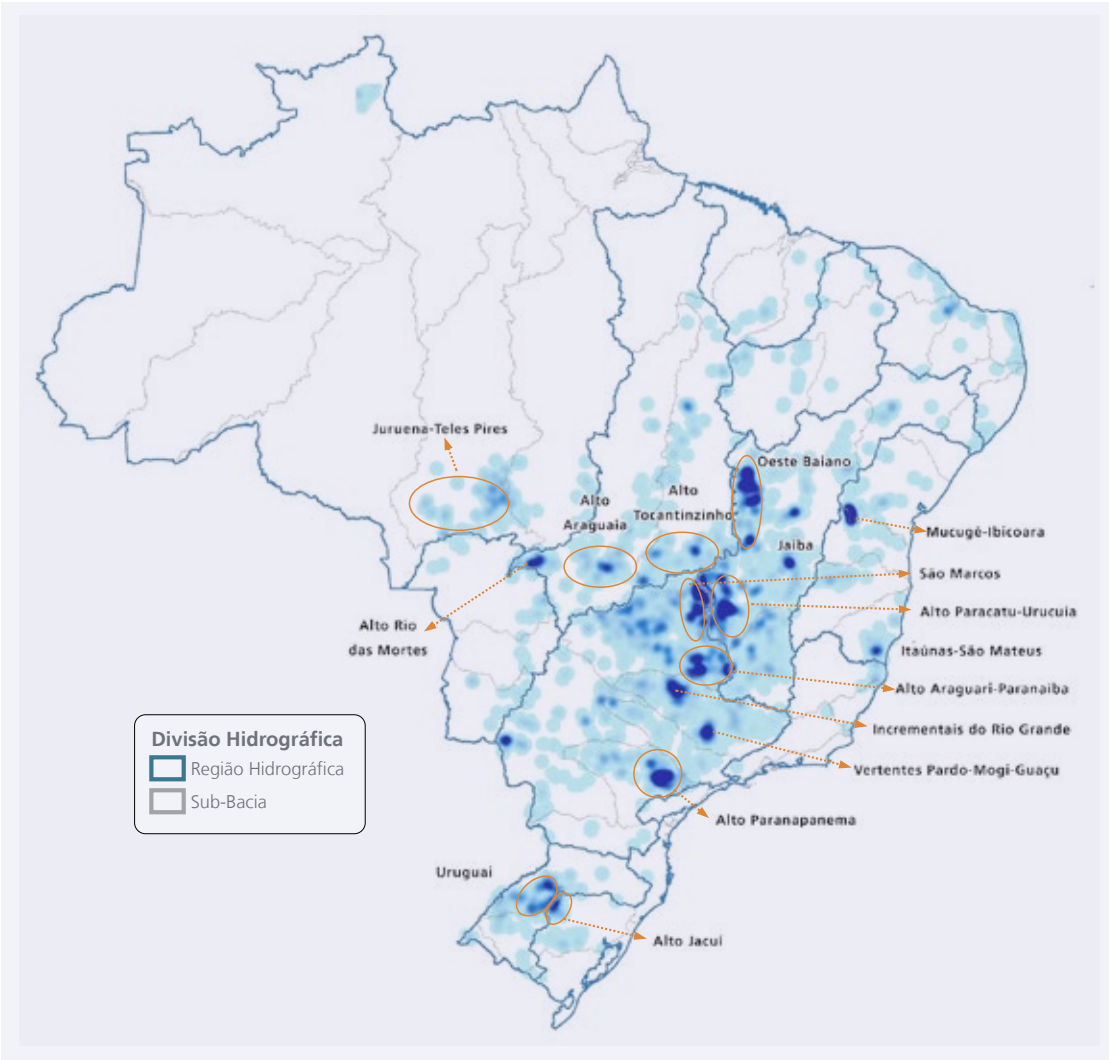 Juruena-Teles Pires
Oeste Baiano
Alto
Tocantinzinho
Alto
Araguaia
Mucugê-Ibicoara
Jaíba
São Marcos
Alto Paracatu-Urucuia
Alto Rio
das Mortes
Itaúnas-São Mateus
Alto Araguari-Paranaiba
Incrementais do Rio Grande
Divisão Hidrográfica
Região Hidrográfica
Sub-Bacia
Vertentes Pardo-Mogi-Guaçu
Alto Paranapanema
Uruguai
Alto Jacui